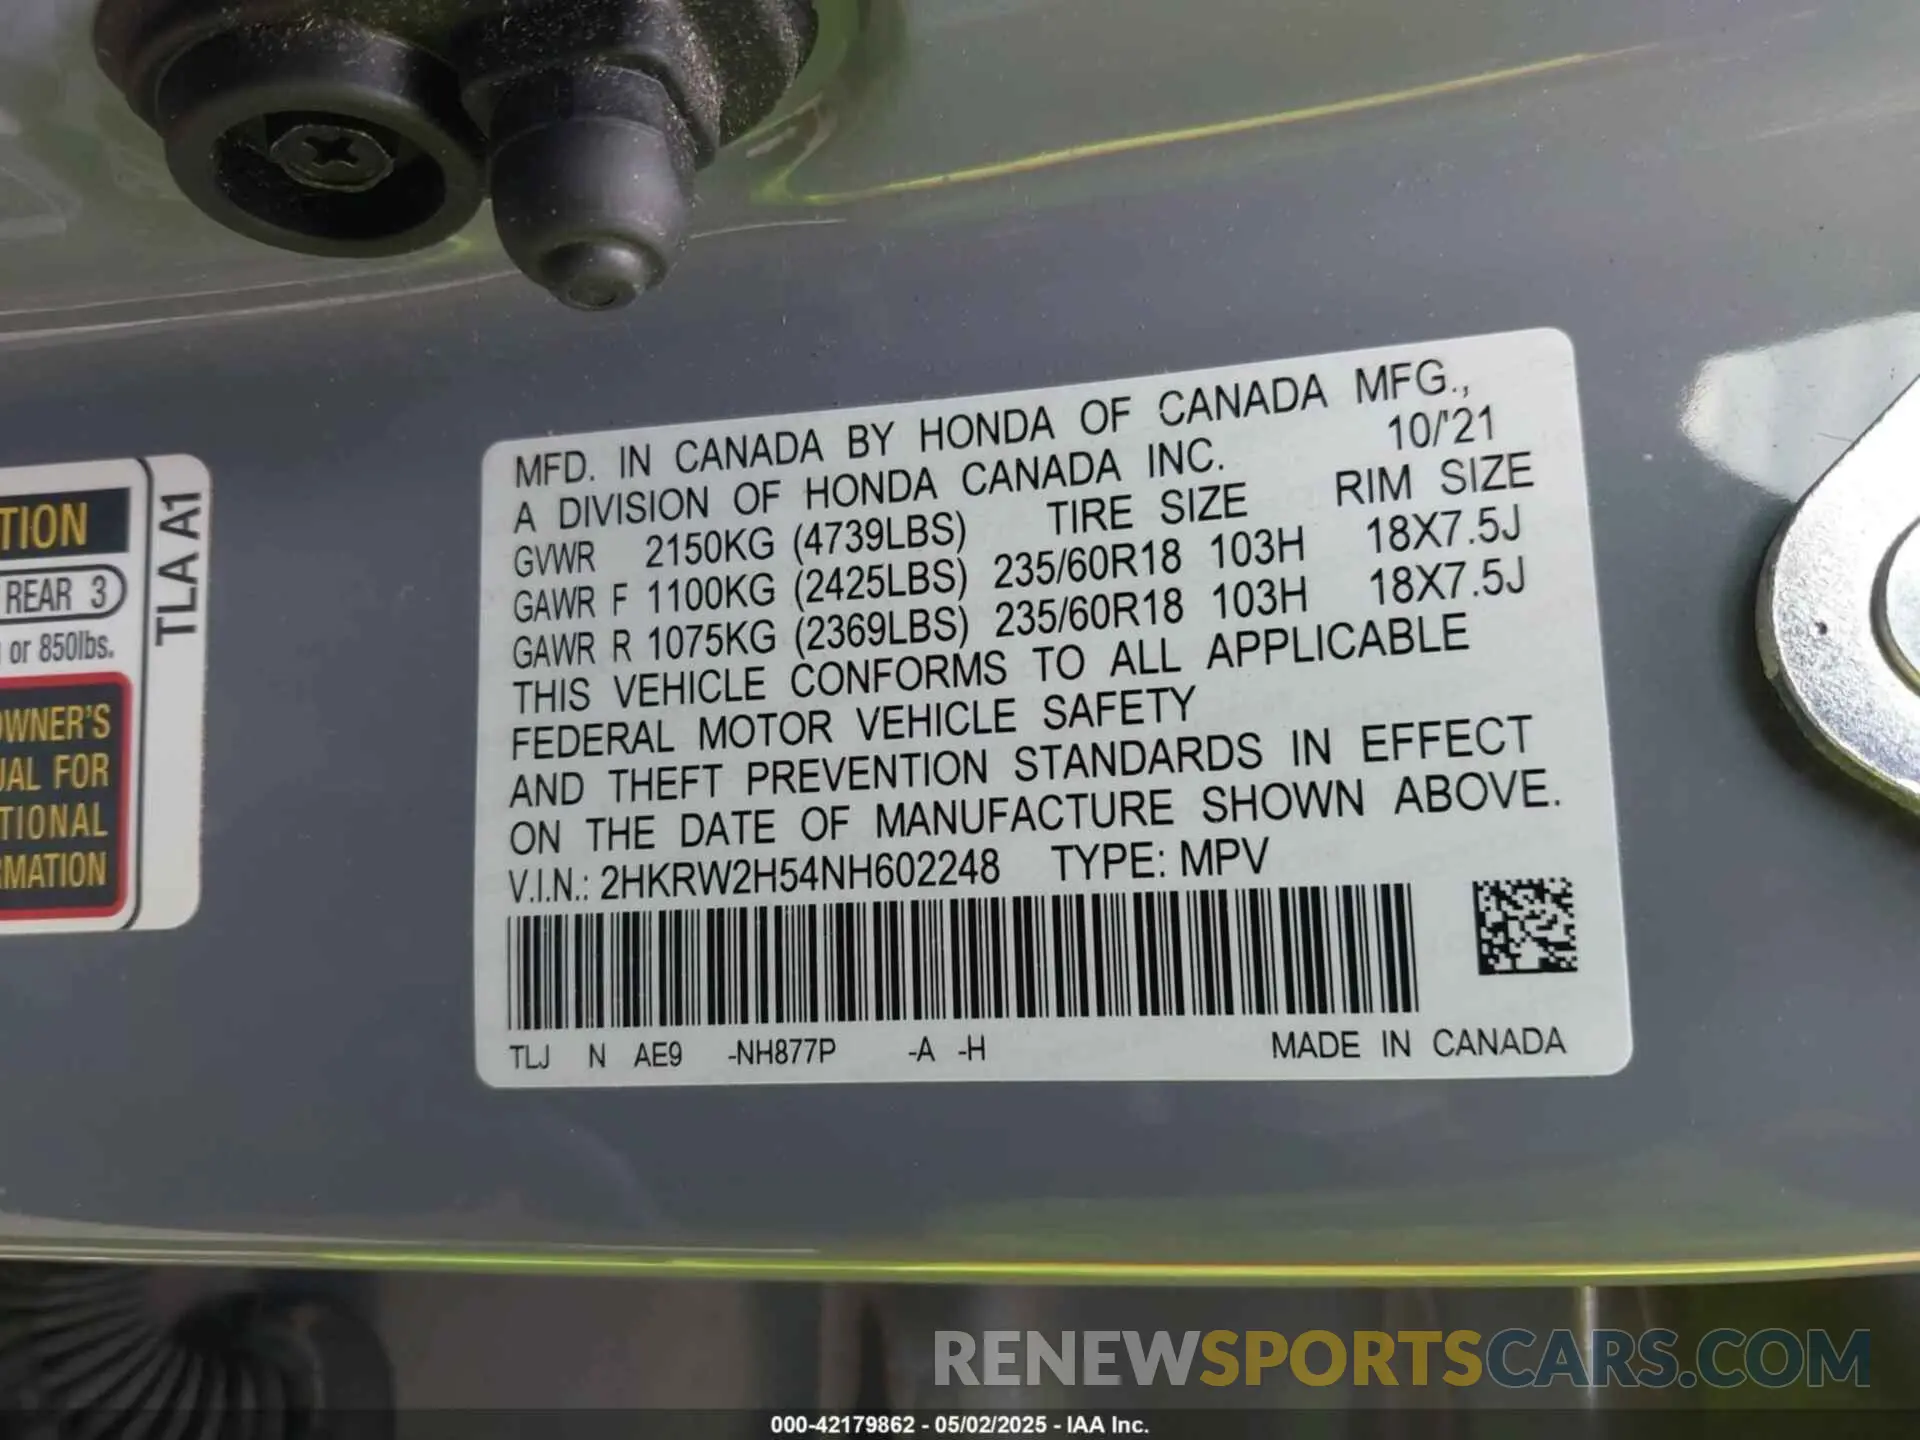 MFD. IN CANADA BY HONDA OF CANADA MFG.,
A DIVISION OF HONDA CANADA INC. 10/'21
GVWR 2150KG (4739LBS) TIRE SIZE RIM SIZE
GAWR F 1100KG (2425LBS) 235/60R18 103H 18X7.5J
GAWR R 1075KG (2369LBS) 235/60R18 103H 18X7.5J
THIS VEHICLE CONFORMS TO ALL APPLICABLE
FEDERAL MOTOR VEHICLE SAFETY
AND THEFT PREVENTION STANDARDS IN EFFECT
ON THE DATE OF MANUFACTURE SHOWN ABOVE.
V.I.N.: 2HKRW2H54NH602248 TYPE: MPV
TLJ N AE9 -NH877P -A -H MADE IN CANADA
TION
REAR 3
or 850lbs.
OWNER'S
UAL FOR
TIONAL
RMATION
TLA A1
RENEWSPORTSCARS.COM
000-42179862 - 05/02/2025 - IAA Inc.